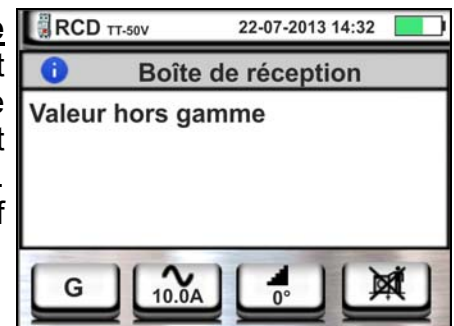 RCD TT-50V 22-07-2013 14:32
Boîte de réception
Valeur hors gamme
G 10.0A 0°